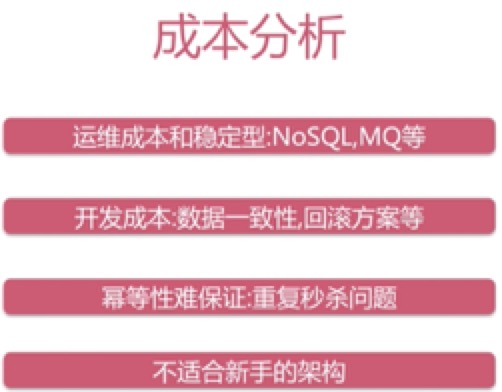 成本分析
运维成本和稳定型:NoSQL,MQ等
开发成本:数据一致性,回滚方案等
幂等性难保证:重复秒杀问题
不适合新手的架构